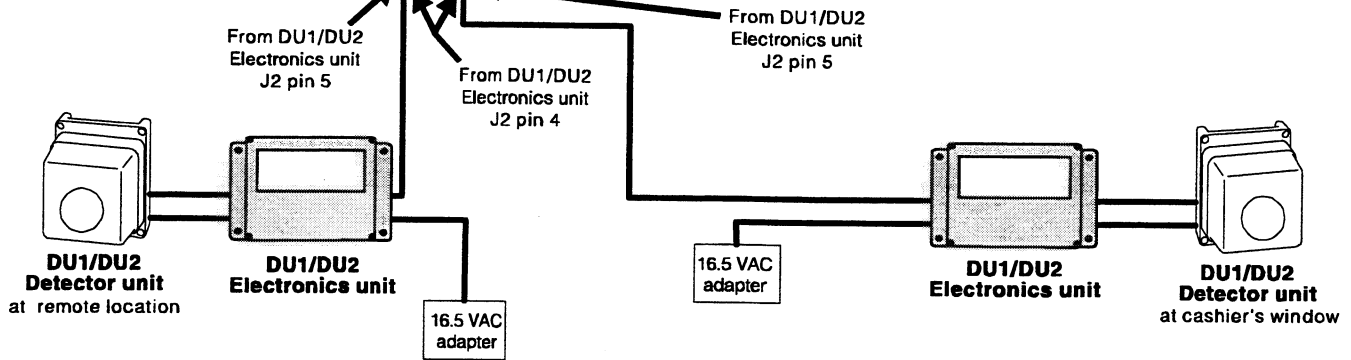 From DU1/DU2
Electronics unit
J2 pin 5
From DU1/DU2
Electronics unit
J2 pin 4
From DU1/DU2
Electronics unit
J2 pin 5
DU1/DU2
Detector unit
at remote location
DU1/DU2
Electronics unit
16.5 VAC
adapter
16.5 VAC
adapter
DU1/DU2
Electronics unit
DU1/DU2
Detector unit
at cashier's window